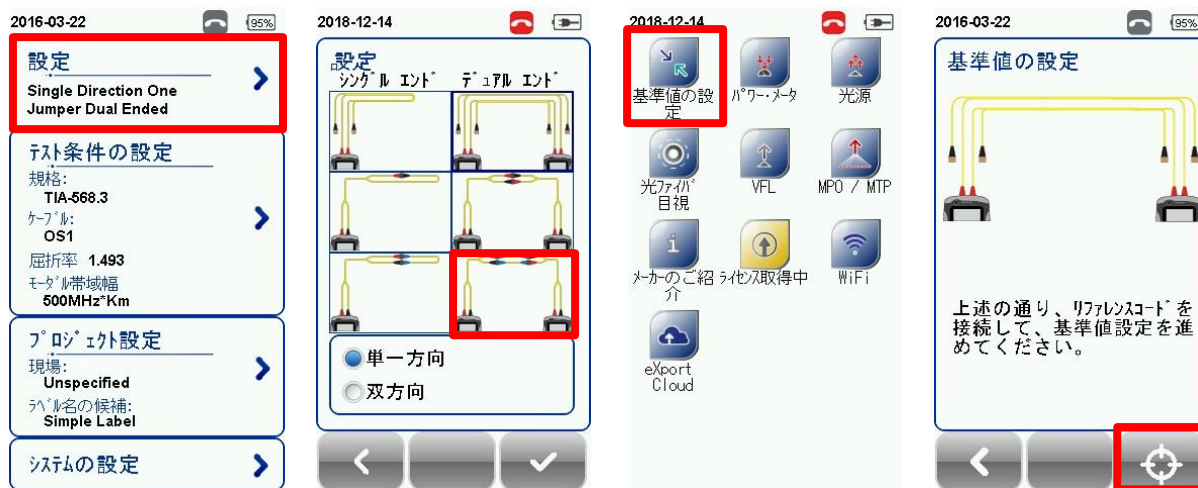 2016-03-22
95%
設定
Single Direction One
Jumper Dual Ended
ﾃｽﾄ条件の設定
規格:
TIA-568.3
ｹｰﾌﾞﾙ:
OS1
屈折率 1.493
ﾓｰﾀﾞﾙ帯域幅
500MHz*Km
ﾌﾟﾛｼﾞｪｸﾄ設定
現場:
Unspecified
ﾗﾍﾞﾙ名の候補:
Simple Label
ｼｽﾃﾑの設定
2018-12-14
設定
ｼﾝｸﾞﾙ ｴﾝﾄﾞ ﾃﾞｭｱﾙ ｴﾝﾄﾞ
単一方向
双方向
2018-12-14
基準値の設
定
ﾊﾟﾜｰ・ﾒｰﾀ
光源
光ﾌｧｲﾊﾞ
目視
VFL
MPO / MTP
ﾒｰｶｰのご紹
介
ﾗｲｾﾝｽ取得中
WiFi
eXport
Cloud
2016-03-22
95%
基準値の設定
上述の通り、ﾘﾌｧﾚﾝｽｺｰﾄﾞを
接続して、基準値設定を進
めてください。